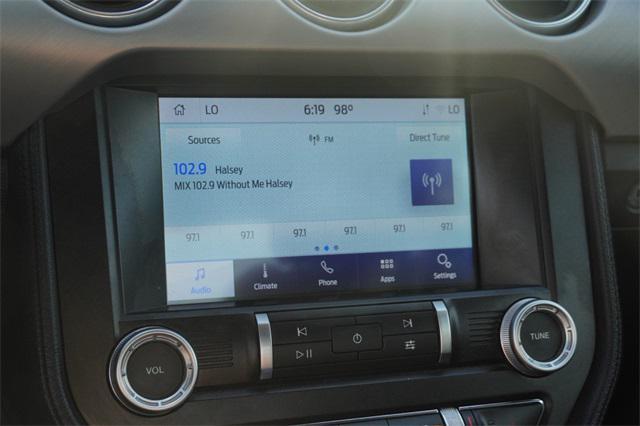 LO 6:19 98° LO
Sources FM Direct Tune
102.9 Halsey
MIX 102.9 Without Me Halsey
97.1 97.1 97.1 97.1 97.1 97.1
Audio Climate Phone Apps Settings
VOL
TUNE